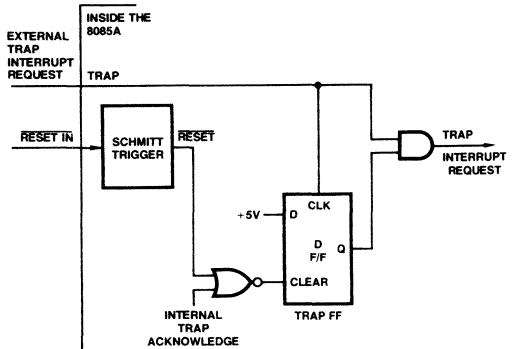 INSIDE THE
8085A
EXTERNAL
TRAP
INTERRUPT
REQUEST
TRAP
RESET IN
SCHMITT
TRIGGER
RESET
TRAP
INTERRUPT
REQUEST
CLK
+5V
D
D
F/F
Q
CLEAR
TRAP FF
INTERNAL
TRAP
ACKNOWLEDGE